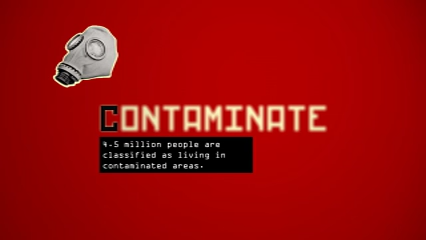 CONTAMINATE
4.5 million people are
classified as living in
contaminated areas.